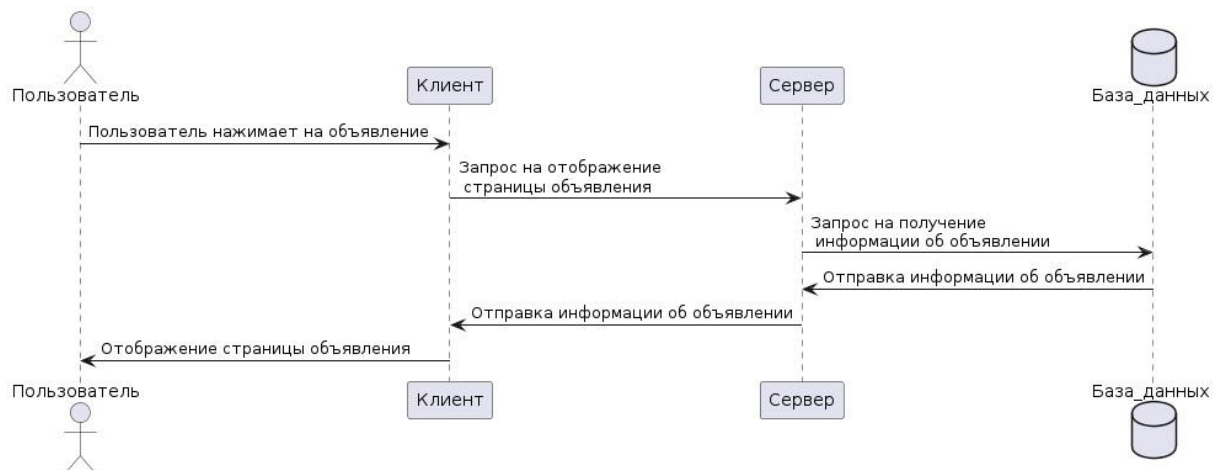 Пользователь
Клиент
Сервер
База_данных
Пользователь нажимает на объявление
Запрос на отображение
страницы объявления
Запрос на получение
информации об объявлении
Отправка информации об объявлении
Отправка информации об объявлении
Отображение страницы объявления
Пользователь
Клиент
Сервер
База_данных